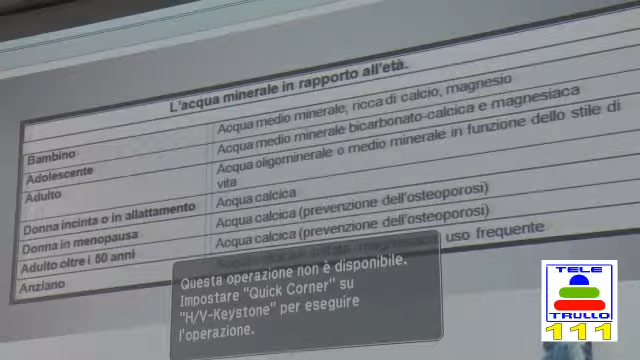 L'acqua minerale in rapporto all'età.
Bambino Acqua medio minerale, ricca di calcio, magnesio
Adolescente Acqua medio minerale bicarbonato-calcica e magnesiaca
Adulto Acqua oligominerale o medio minerale in funzione dello stile di
vita
Donna incinta o in allattamento Acqua calcica
Donna in menopausa Acqua calcica (prevenzione dell'osteoporosi)
Adulto oltre i 50 anni Acqua calcica (prevenzione dell'osteoporosi)
Anziano uso frequente
Questa operazione non è disponibile.
Impostare "Quick Corner" su
"H/V-Keystone" per eseguire
l'operazione.
TELE
TRULLO
111